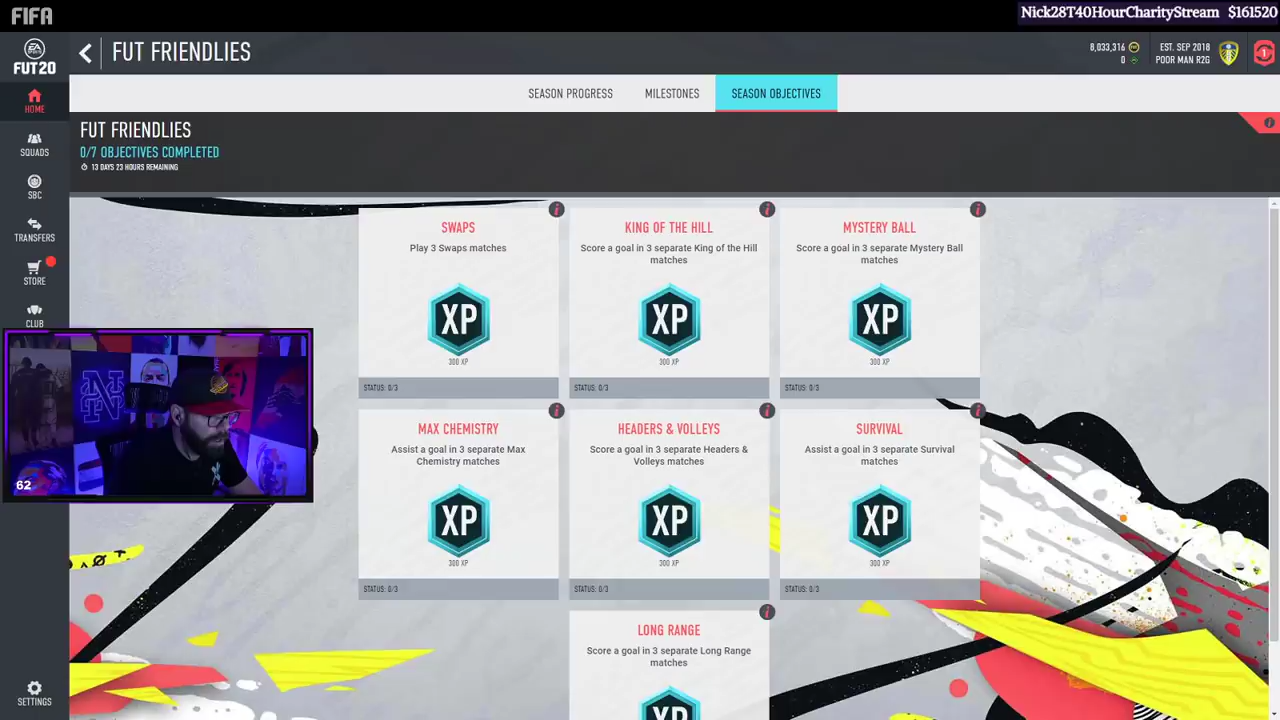 FIFA
Nick28T40HourCharityStream $161520
EA SPORTS
FUT20
FUT FRIENDLIES
8,033,316
0
EST. SEP 2018
POOR MAN R2G
1
HOME
SQUADS
SBC
TRANSFERS
STORE
CLUB
SETTINGS
SEASON PROGRESS
MILESTONES
SEASON OBJECTIVES
FUT FRIENDLIES
0/7 OBJECTIVES COMPLETED
13 DAYS 23 HOURS REMAINING
SWAPS
Play 3 Swaps matches
XP
300 XP
STATUS: 0/3
KING OF THE HILL
Score a goal in 3 separate King of the Hill
matches
XP
300 XP
STATUS: 0/3
MYSTERY BALL
Score a goal in 3 separate Mystery Ball
matches
XP
300 XP
STATUS: 0/3
MAX CHEMISTRY
Assist a goal in 3 separate Max
Chemistry matches
XP
300 XP
STATUS: 0/3
HEADERS & VOLLEYS
Score a goal in 3 separate Headers &
Volleys matches
XP
300 XP
STATUS: 0/3
SURVIVAL
Assist a goal in 3 separate Survival
matches
XP
300 XP
STATUS: 0/3
LONG RANGE
Score a goal in 3 separate Long Range
matches
62